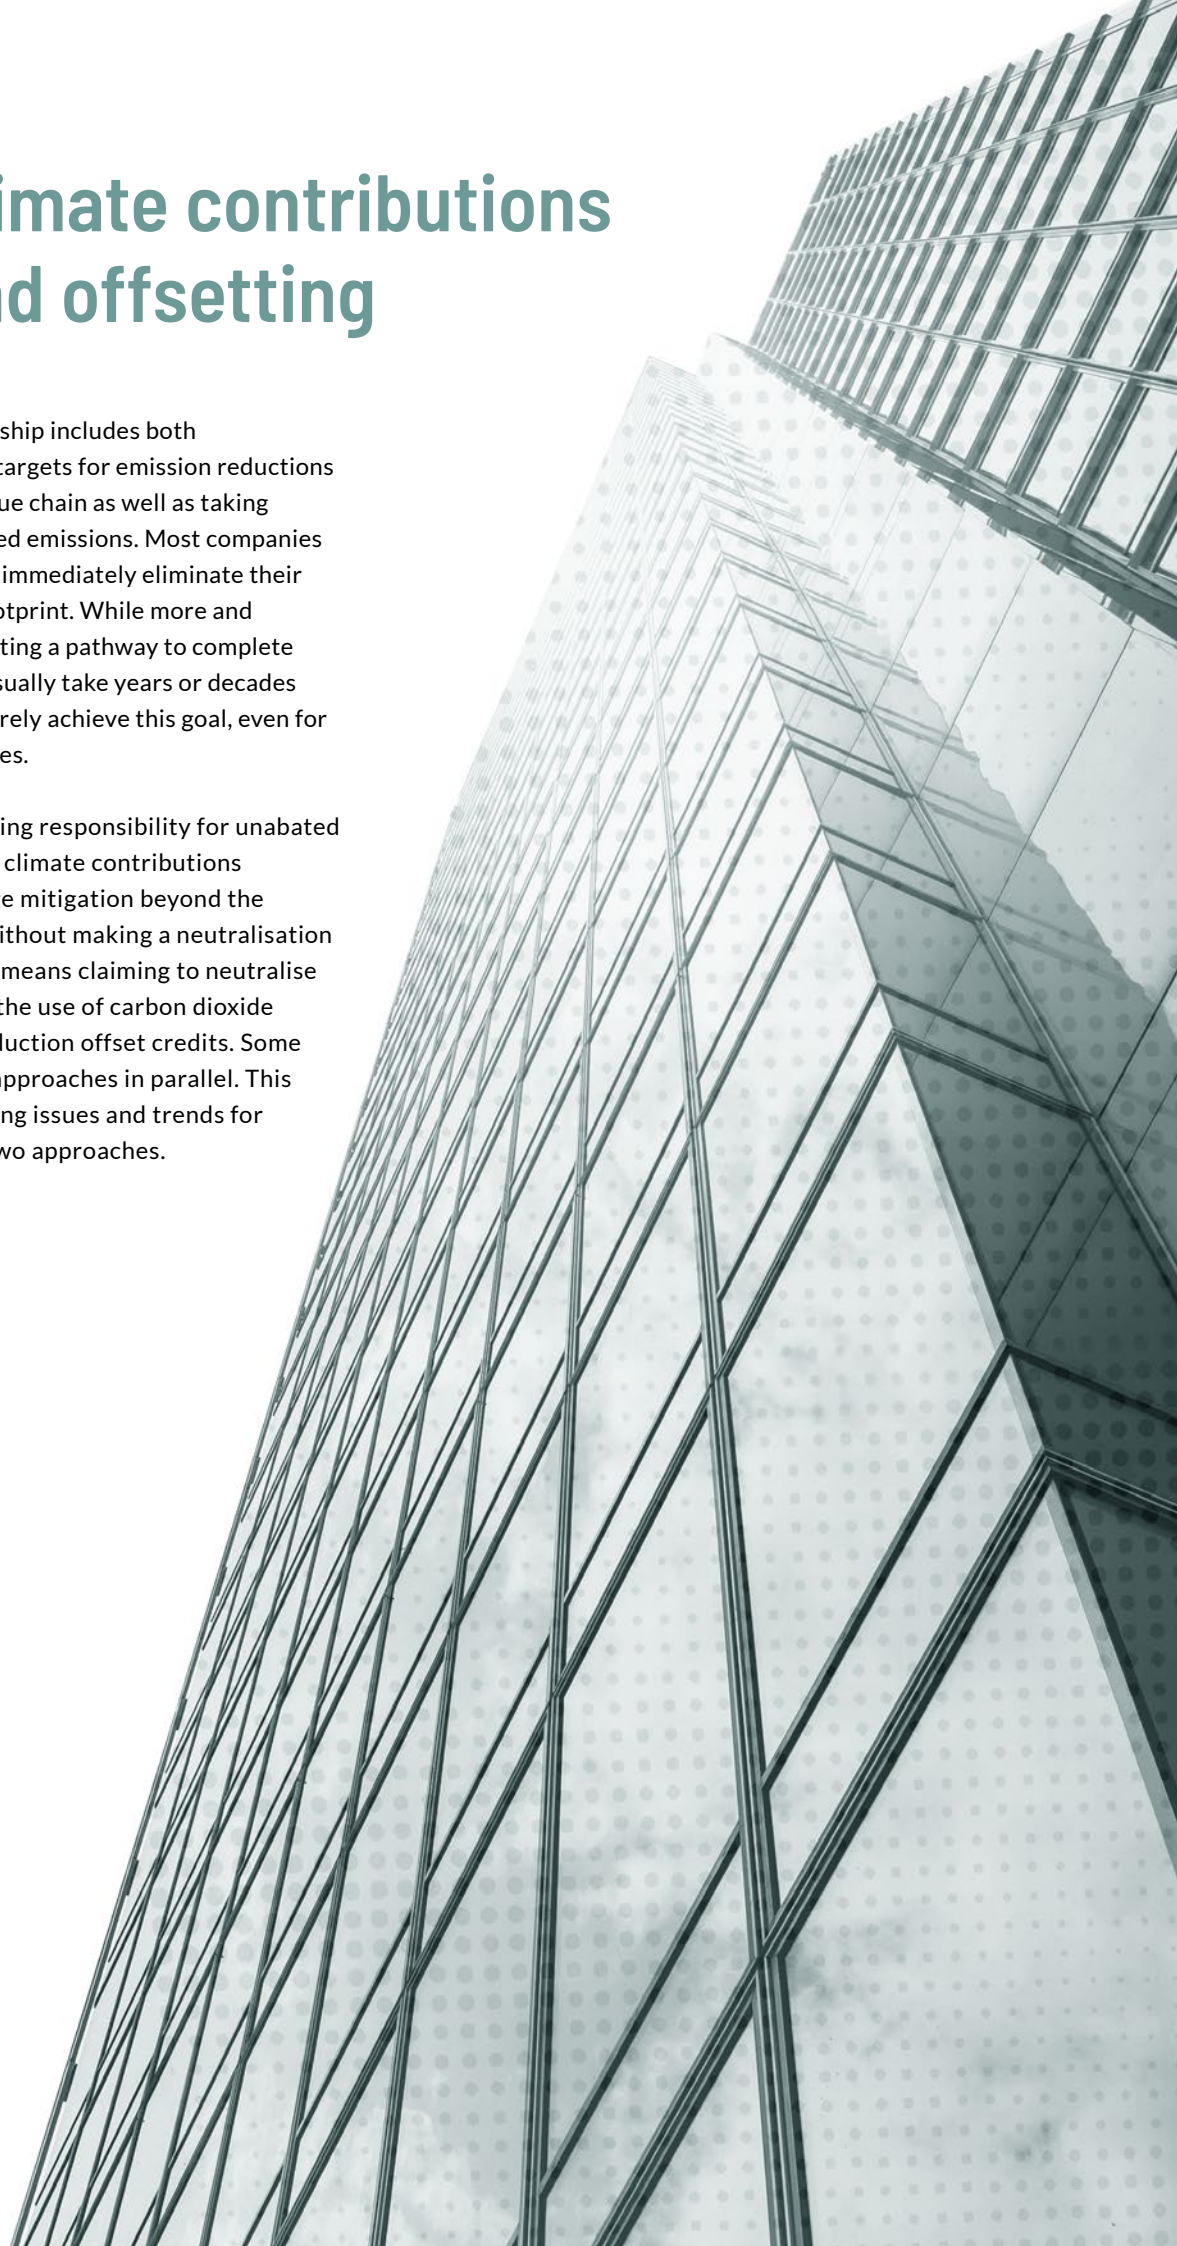 imate contributions
d offsetting
ship includes both
targets for emission reductions
ue chain as well as taking
ed emissions. Most companies
immediately eliminate their
otprint. While more and
ting a pathway to complete
sually take years or decades
rely achieve this goal, even for
es.
ing responsibility for unabated
climate contributions
e mitigation beyond the
ithout making a neutralisation
means claiming to neutralise
the use of carbon dioxide
duction offset credits. Some
approaches in parallel. This
ng issues and trends for
wo approaches.